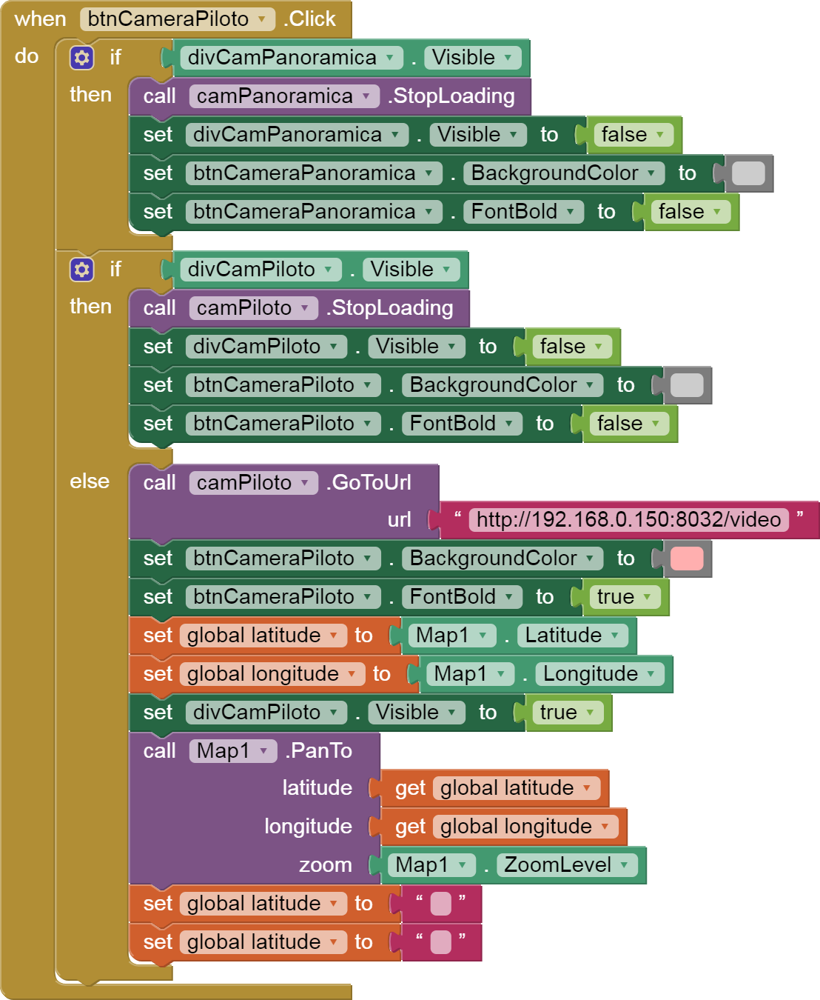 when btnCameraPiloto .Click
do if divCamPanoramica . Visible
then call camPanoramica .StopLoading
set divCamPanoramica . Visible to false
set btnCameraPanoramica . BackgroundColor to
set btnCameraPanoramica . FontBold to false
if divCamPiloto . Visible
then call camPiloto .StopLoading
set divCamPiloto . Visible to false
set btnCameraPiloto . BackgroundColor to
set btnCameraPiloto . FontBold to false
else call camPiloto .GoToUrl
url “ http://192.168.0.150:8032/video ”
set btnCameraPiloto . BackgroundColor to
set btnCameraPiloto . FontBold to true
set global latitude to Map1 . Latitude
set global longitude to Map1 . Longitude
set divCamPiloto . Visible to true
call Map1 .PanTo
latitude get global latitude
longitude get global longitude
zoom Map1 . ZoomLevel
set global latitude to “ ”
set global latitude to “ ”